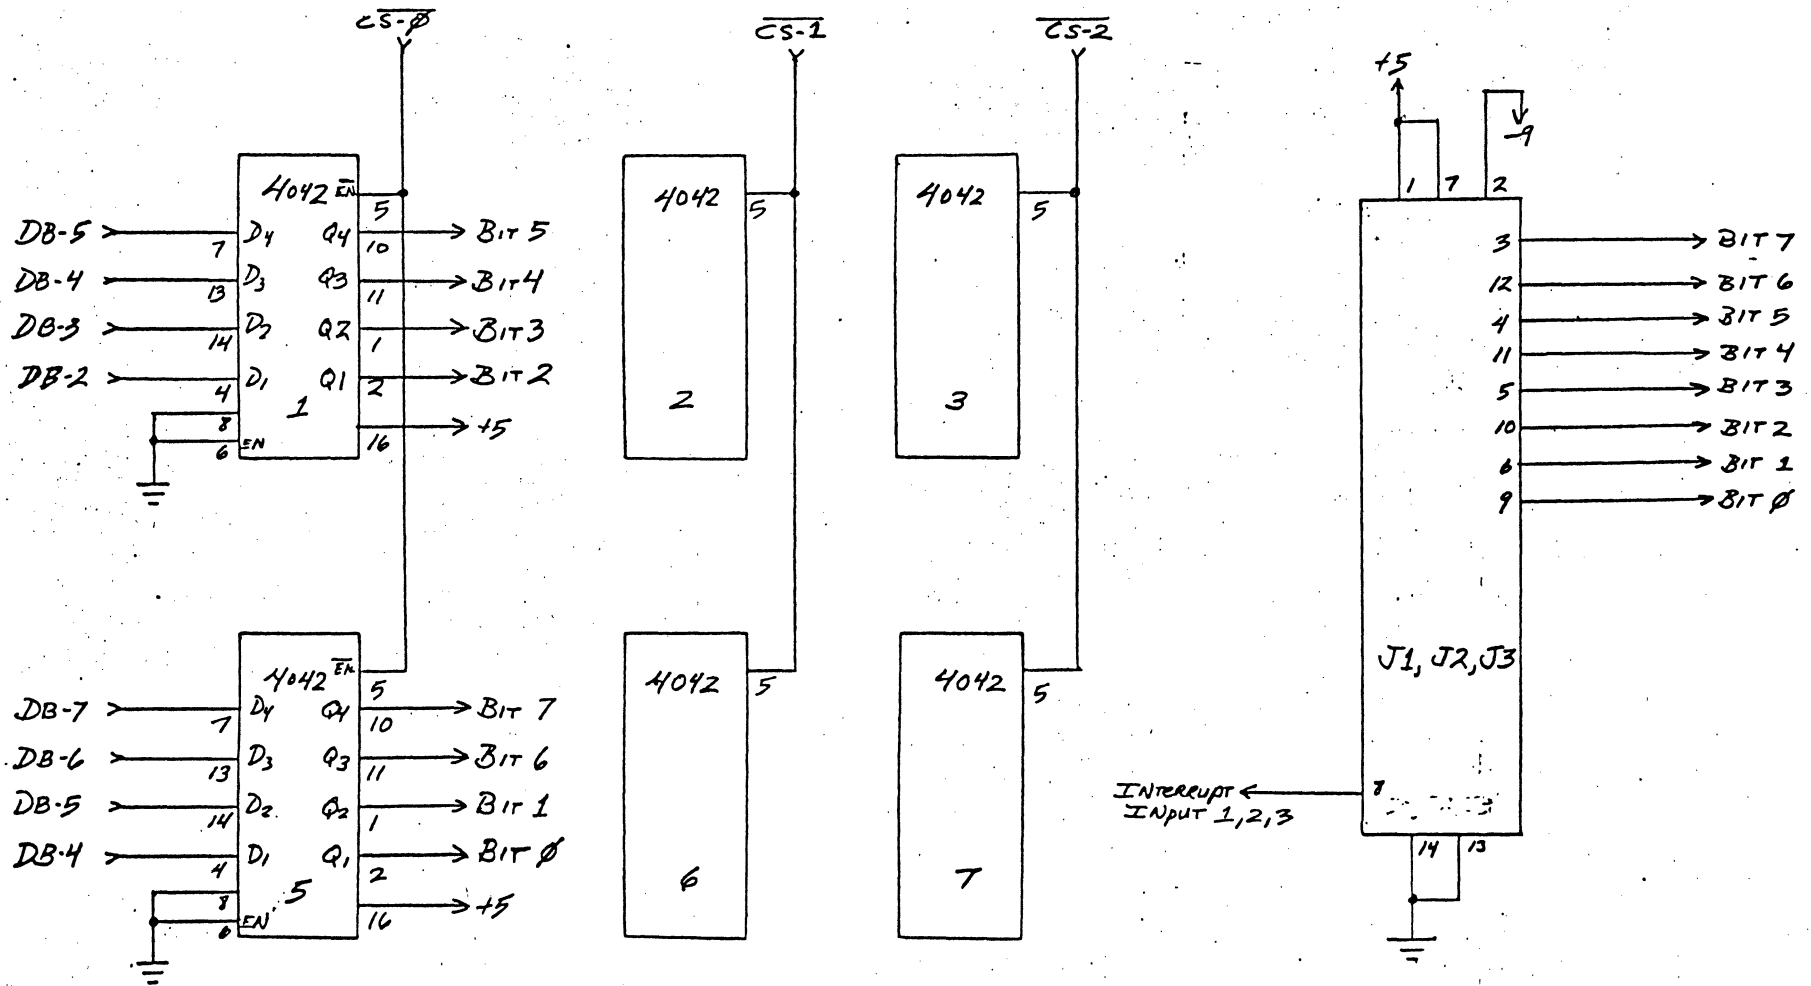 CS-Ø
CS-1
CS-2
4042 EN
5
DB-5 7 D4 Q4 10 BIT 5
DB-4 13 D3 Q3 11 BIT 4
DB-3 14 D2 Q2 1 BIT 3
DB-2 4 D1 Q1 2 BIT 2
8 1 16 +5
6 EN
4042
5
2
4042
5
3
4042 EN
5
DB-7 7 D4 Q4 10 BIT 7
DB-6 13 D3 Q3 11 BIT 6
DB-5 14 D2 Q2 1 BIT 1
DB-4 4 D1 Q1 2 BIT Ø
8 5 16 +5
6 EN
4042
5
6
4042
5
7
+5
-9
1 7 2
3 BIT 7
12 BIT 6
4 BIT 5
11 BIT 4
5 BIT 3
10 BIT 2
6 BIT 1
9 BIT Ø
J1, J2, J3
INTERRUPT 8
INPUT 1,2,3
14 13